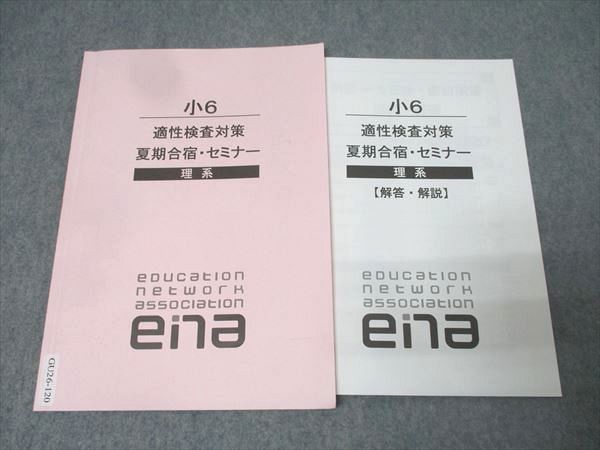 小6
適性検査対策
夏期合宿・セミナー
理系
education
network
association
ena
GU26-120
小6
適性検査対策
夏期合宿・セミナー
理系
【解答・解説】
education
network
association
ena